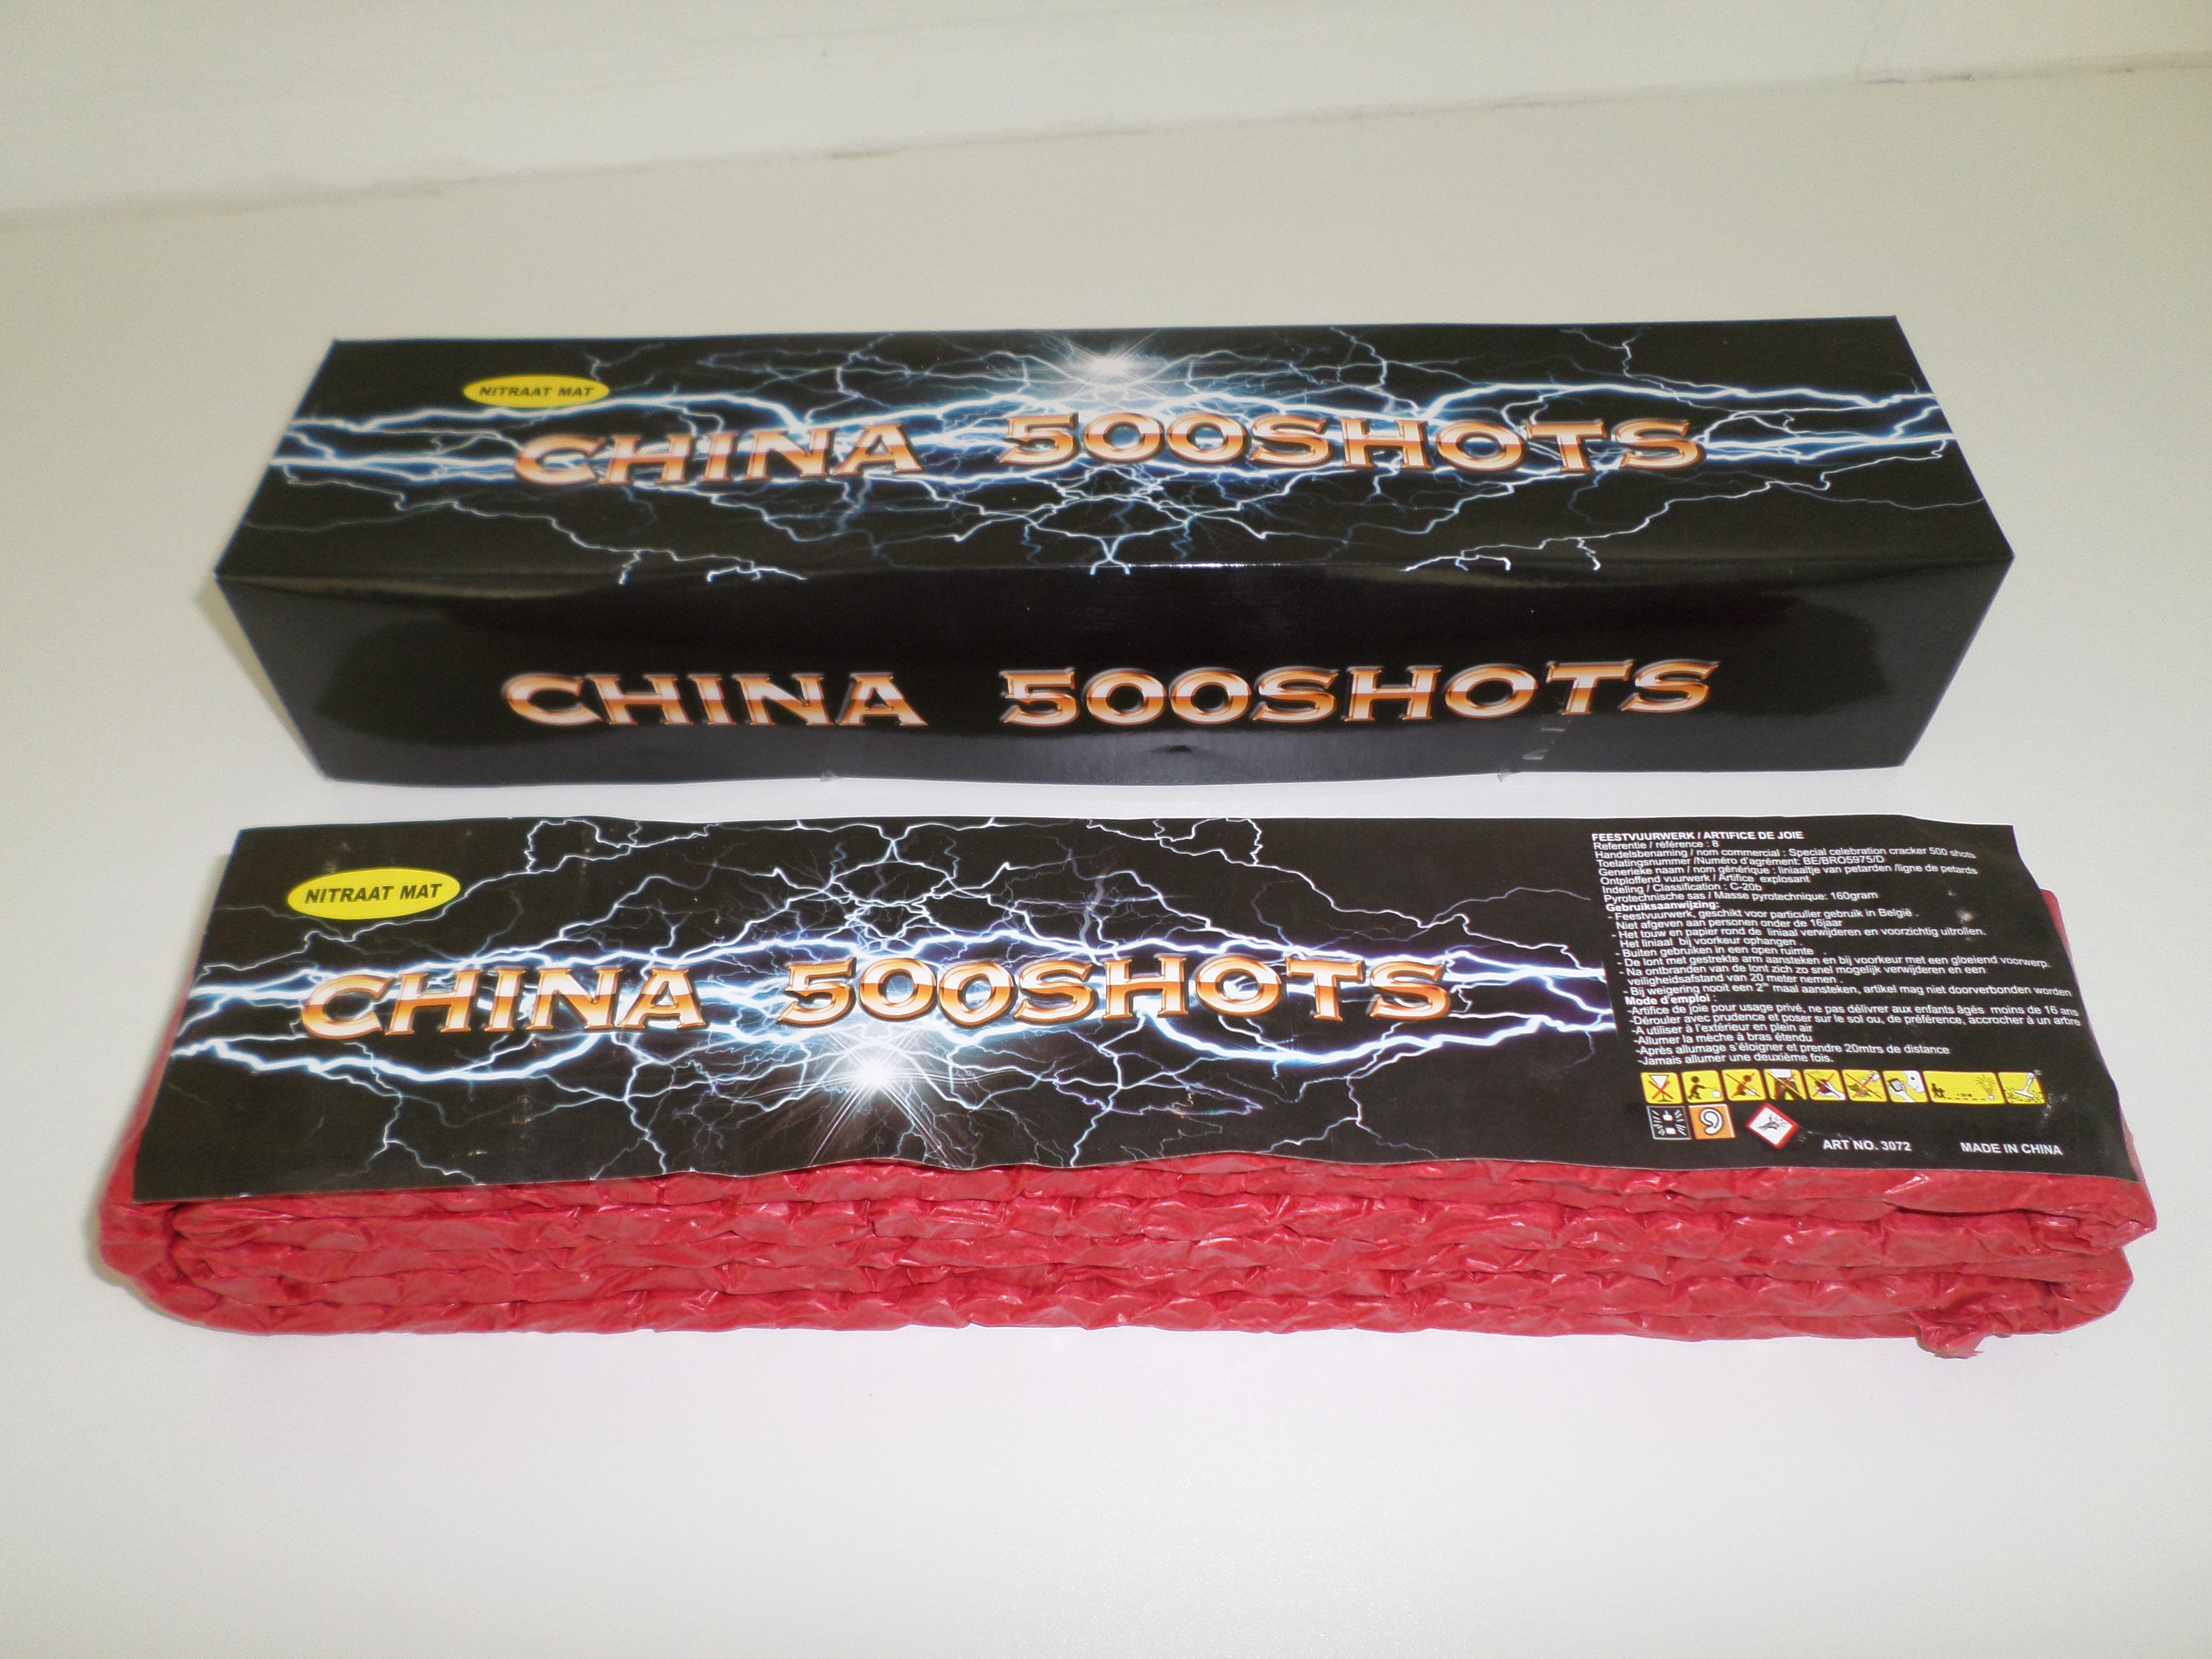 NITRAAT MAT
CHINA 500SHOTS
CHINA 500SHOTS
NITRAAT MAT
CHINA 500SHOTS
FEESTVUURWERK / ARTIFICE DE JOIE
Referentie / référence : 8
Handelsbenaming / nom commercial : Special celebration cracker 500 shots
Toelatingsnummer /Numéro d'agrément: BE/BRO5975/D
Generieke naam / nom générique : liniaaltje van petarden /ligne de petards
Ontploffend vuurwerk / Artifice explosant
Indeling / Classification : C-20b
Pyrotechnische sas / Masse pyrotechnique: 160gram
Gebruiksaanwijzing:
- Feestvuurwerk, geschikt voor particulier gebruik in België .
Niet afgeven aan personen onder de 16jaar
- Het touw en papier rond de liniaal verwijderen en voorzichtig uitrollen.
Het liniaal bij voorkeur ophangen .
- Buiten gebruiken in een open ruimte .
- De lont met gestrekte arm aansteken en bij voorkeur met een gloeiend voorwerp.
- Na ontbranden van de lont zich zo snel mogelijk verwijderen en een
veiligheidsafstand van 20 meter nemen .
- Bij weigering nooit een 2e maal aansteken, artikel mag niet doorverbonden worden
Mode d'emploi :
-Artifice de joie pour usage privé, ne pas délivrer aux enfants âgés moins de 16 ans
-Dérouler avec prudence et poser sur le sol ou, de préférence, accrocher à un arbre
-A utiliser à l'extérieur en plein air
-Allumer la mèche à bras étendu
-Après allumage s'éloigner et prendre 20mtrs de distance
-Jamais allumer une deuxième fois.
ART NO. 3072 MADE IN CHINA